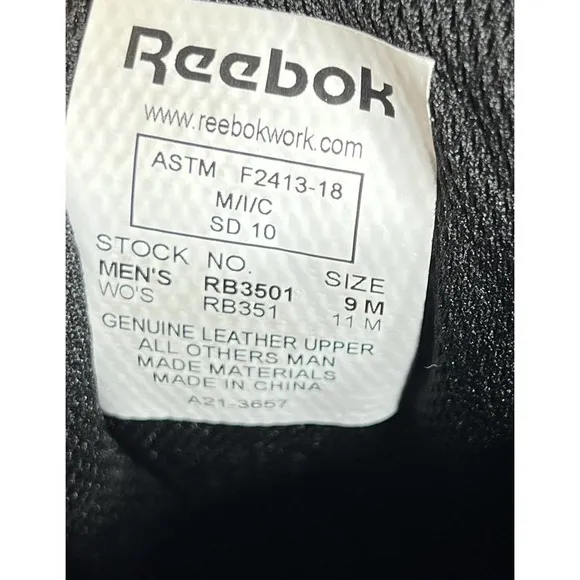 Reebok
www.reebokwork.com
ASTM F2413-18
M/I/C
SD 10
STOCK NO. SIZE
MEN'S RB3501 9 M
WO'S RB351 11 M
GENUINE LEATHER UPPER
ALL OTHERS MAN
MADE MATERIALS
MADE IN CHINA
A21-3657